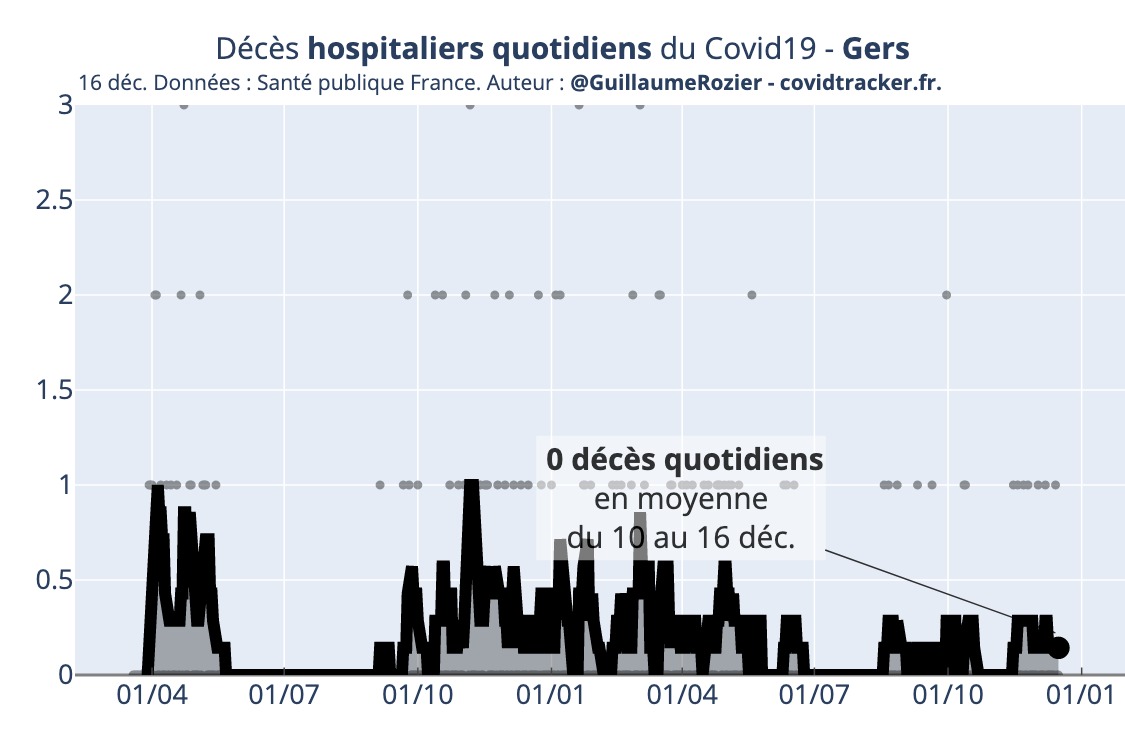 Décès hospitaliers quotidiens du Covid19 - Gers
16 déc. Données : Santé publique France. Auteur : @GuillaumeRozier - covidtracker.fr.
3
2.5
2
1.5
1
0.5
0
0 décès quotidiens
en moyenne
du 10 au 16 déc.
01/04 01/07 01/10 01/01 01/04 01/07 01/10 01/01